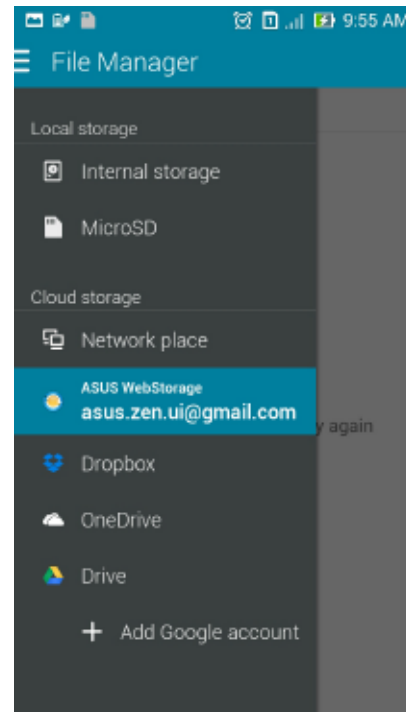 9:55 AM
File Manager
Local storage
Internal storage
MicroSD
Cloud storage
Network place
ASUS WebStorage
asus.zen.ui@gmail.com
y again
Dropbox
OneDrive
Drive
+ Add Google account